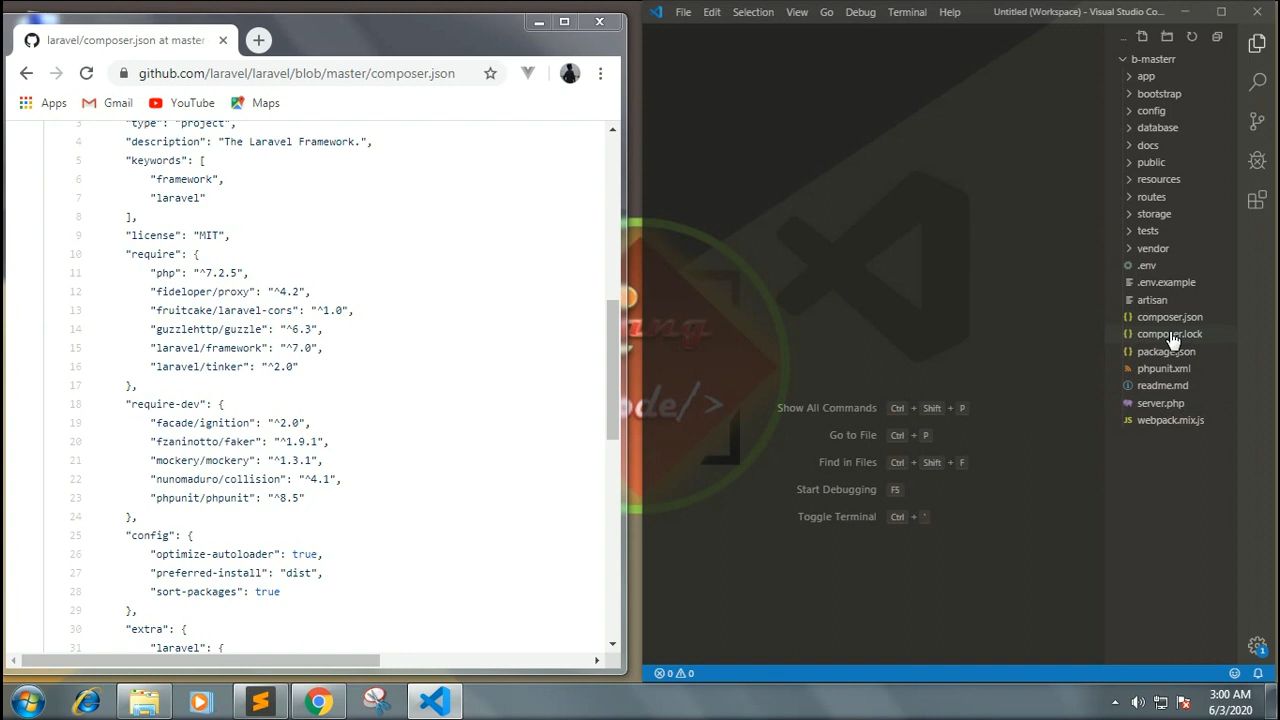 laravel/composer.json at master
github.com/laravel/laravel/blob/master/composer.json
Apps
Gmail
YouTube
Maps
3 "type": "project",
4 "description": "The Laravel Framework.",
5 "keywords": [
6 "framework",
7 "laravel"
8 ],
9 "license": "MIT",
10 "require": {
11 "php": "^7.2.5",
12 "fideloper/proxy": "^4.2",
13 "fruitcake/laravel-cors": "^1.0",
14 "guzzlehttp/guzzle": "^6.3",
15 "laravel/framework": "^7.0",
16 "laravel/tinker": "^2.0"
17 },
18 "require-dev": {
19 "facade/ignition": "^2.0",
20 "fzaninotto/faker": "^1.9.1",
21 "mockery/mockery": "^1.3.1",
22 "nunomaduro/collision": "^4.1",
23 "phpunit/phpunit": "^8.5"
24 },
25 "config": {
26 "optimize-autoloader": true,
27 "preferred-install": "dist",
28 "sort-packages": true
29 },
30 "extra": {
31 "laravel": {
File Edit Selection View Go Debug Terminal Help Untitled (Workspace) - Visual Studio Co...
...
b-masterr
app
bootstrap
config
database
docs
public
resources
routes
storage
tests
vendor
.env
.env.example
artisan
composer.json
composer.lock
package.json
phpunit.xml
readme.md
server.php
JS webpack.mix.js
ode/>
Show All Commands Ctrl + Shift + P
Go to File Ctrl + P
Find in Files Ctrl + Shift + F
Start Debugging F5
Toggle Terminal Ctrl + `
0 0
1
3:00 AM
6/3/2020